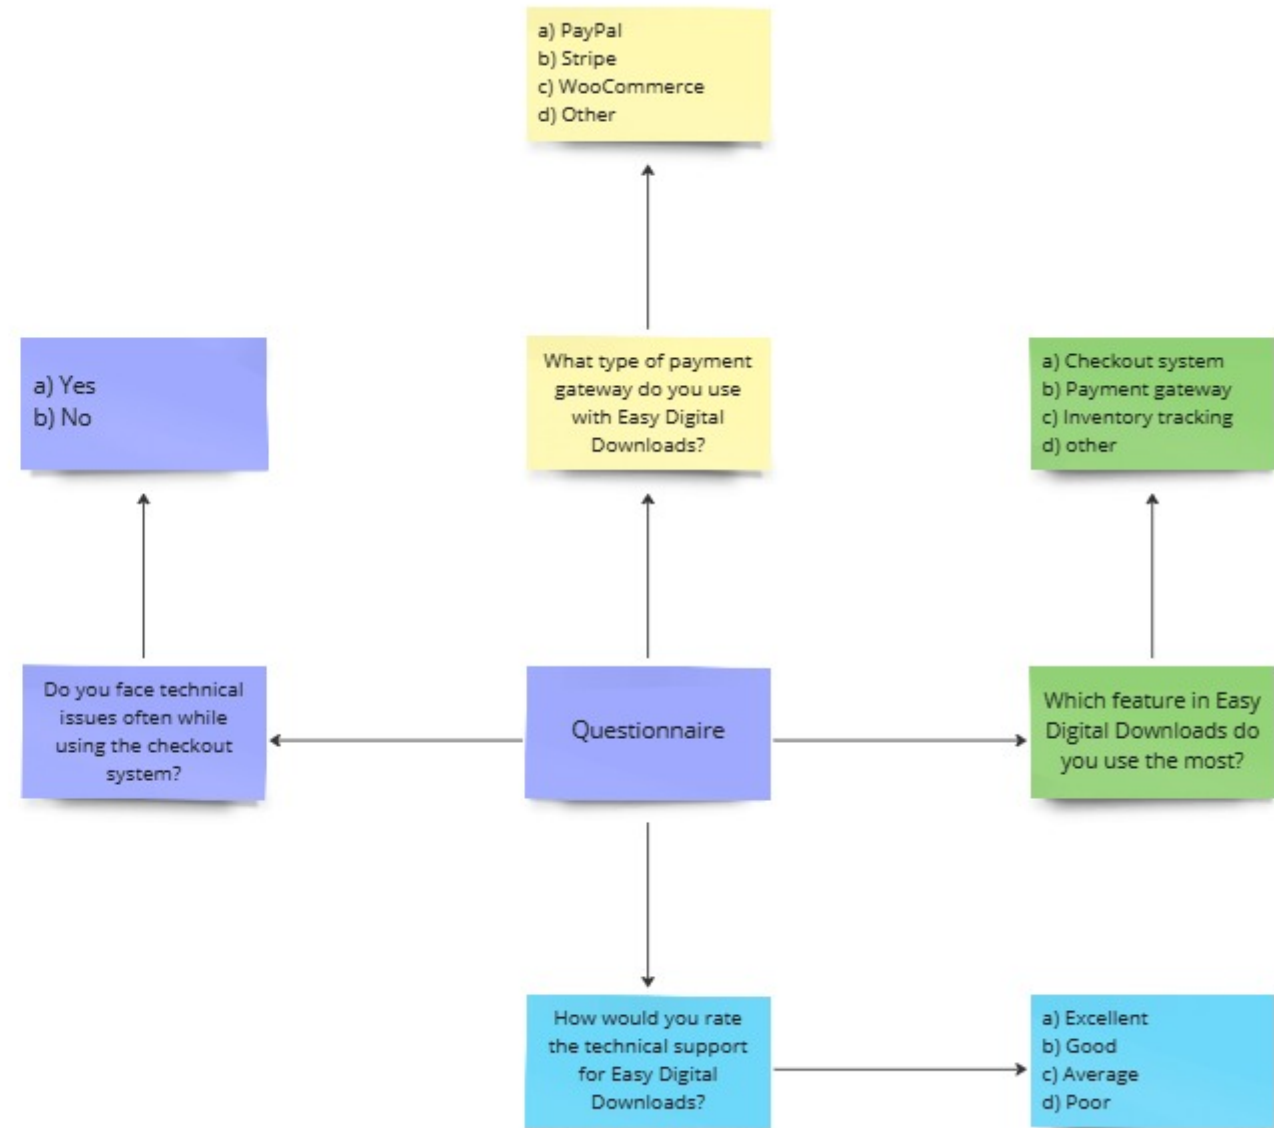 a) PayPal
b) Stripe
c) WooCommerce
d) Other
a) Yes
b) No
What type of payment
gateway do you use
with Easy Digital
Downloads?
a) Checkout system
b) Payment gateway
c) Inventory tracking
d) other
Do you face technical
issues often while
using the checkout
system?
Questionnaire
Which feature in Easy
Digital Downloads do
you use the most?
How would you rate
the technical support
for Easy Digital
Downloads?
a) Excellent
b) Good
c) Average
d) Poor